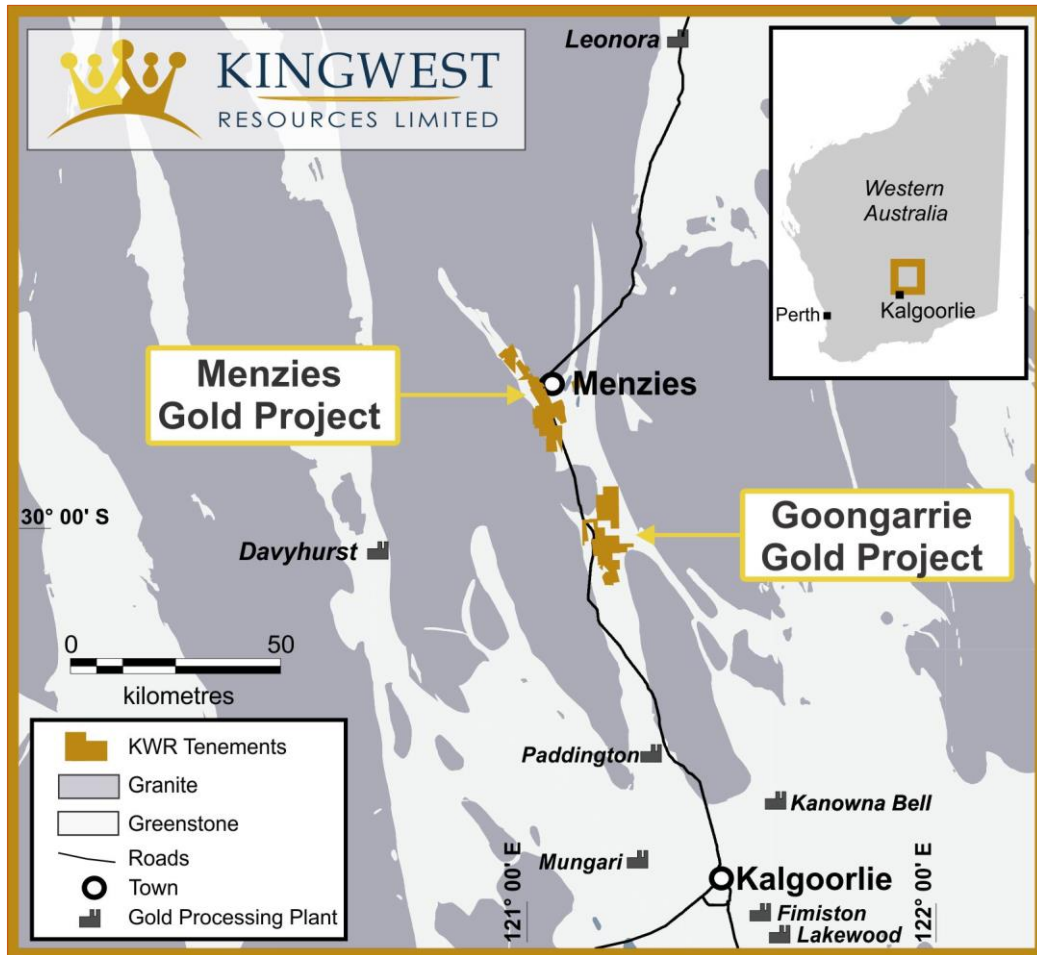 KINGWEST
RESOURCES LIMITED
Leonora
Western
Australia
Perth
Kalgoorlie
Menzies
Gold Project
Menzies
30° 00' S
Davyhurst
Goongarrie
Gold Project
0 50
kilometres
KWR Tenements
Granite
Greenstone
Roads
Town
Gold Processing Plant
Paddington
Kanowna Bell
Mungari
Kalgoorlie
121° 00' E
122° 00' E
Fimiston
Lakewood